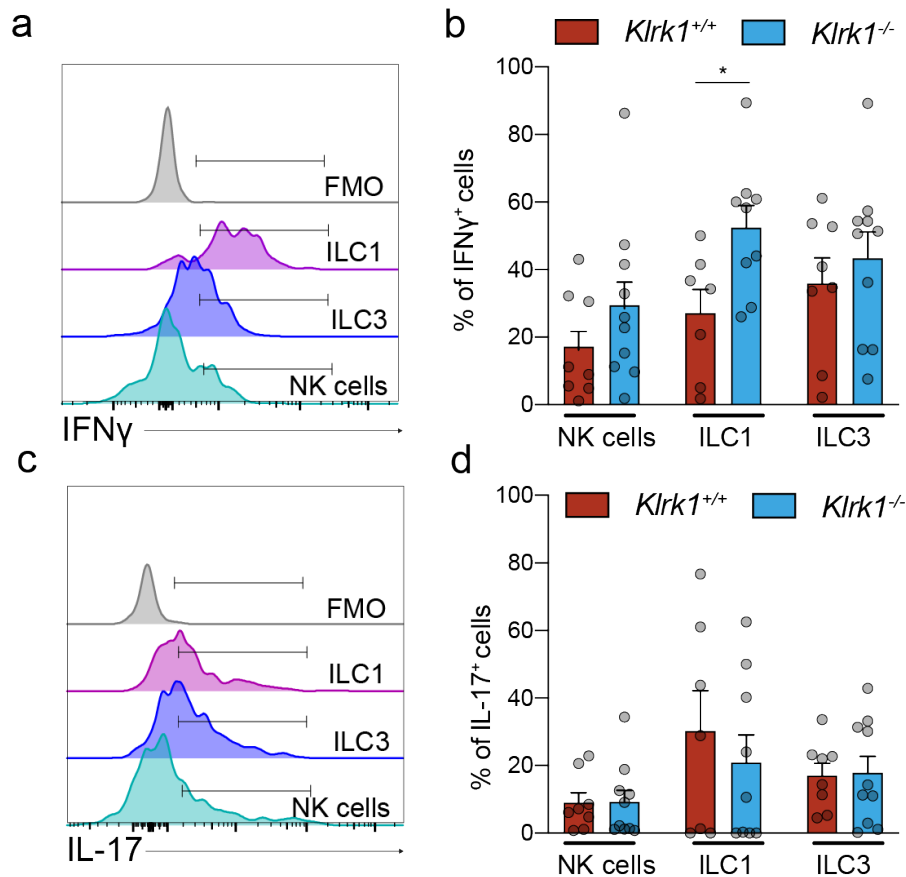 a
FMO
ILC1
ILC3
NK cells
IFNγ
b
Klrk1+/+ Klrk1-/-
*
% of IFNγ+ cells
100
80
60
40
20
0
NK cells ILC1 ILC3
c
FMO
ILC1
ILC3
NK cells
IL-17
d
Klrk1+/+ Klrk1-/-
% of IL-17+ cells
100
80
60
40
20
0
NK cells ILC1 ILC3